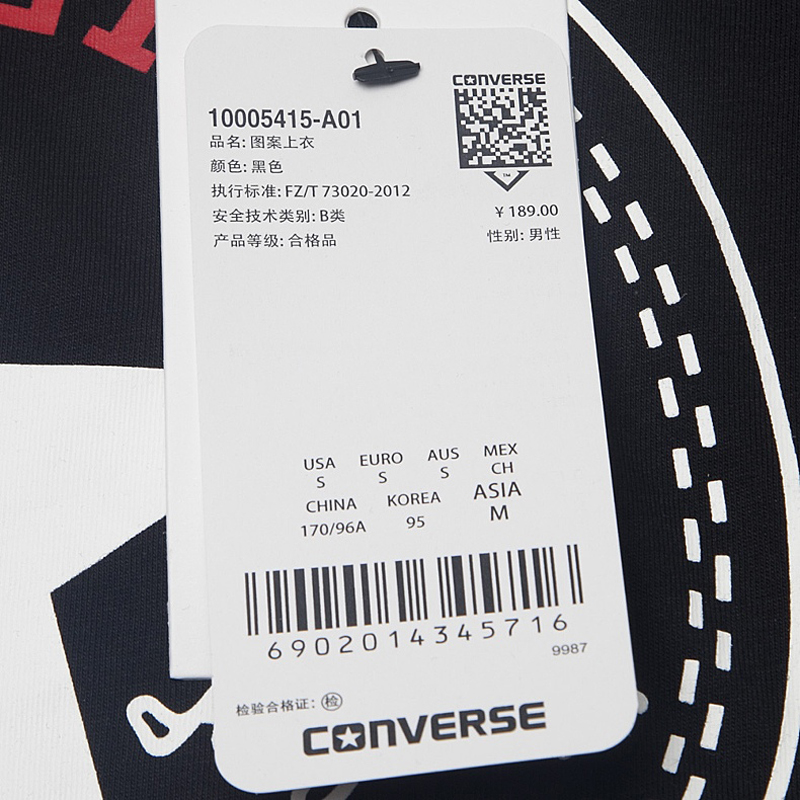 CONVERSE
10005415-A01
品名: 图案上衣
颜色: 黑色
执行标准: FZ/T 73020-2012
安全技术类别: B类
产品等级: 合格品
TM
¥ 189.00
性别: 男性
USA EURO AUS MEX
S S S CH
CHINA KOREA ASIA
170/96A 95 M
6902014345716
9987
检验合格证: 检
CONVERSE